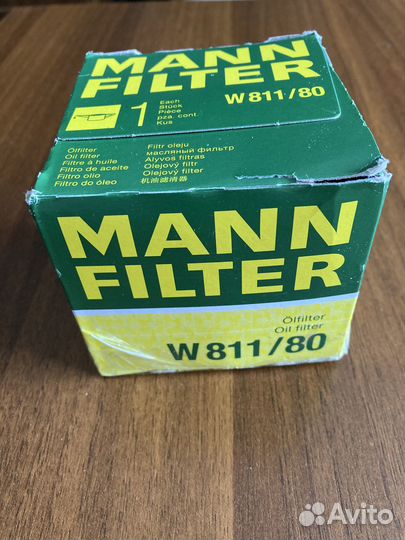 MANN
FILTER
W 811/80
1
Each
Stück
Pièce
pza. cont.
Kus
Ölfilter
Oil filter
Filtre à huile
Filtro de aceite
Filtro olio
Filtro do óleo
Filtr oleju
масляный фильтр
Alyvos filtras
Olejový filtr
Olejový filter
机油滤清器
MANN
FILTER
Ölfilter
Oil filter
W 811/80
Avito